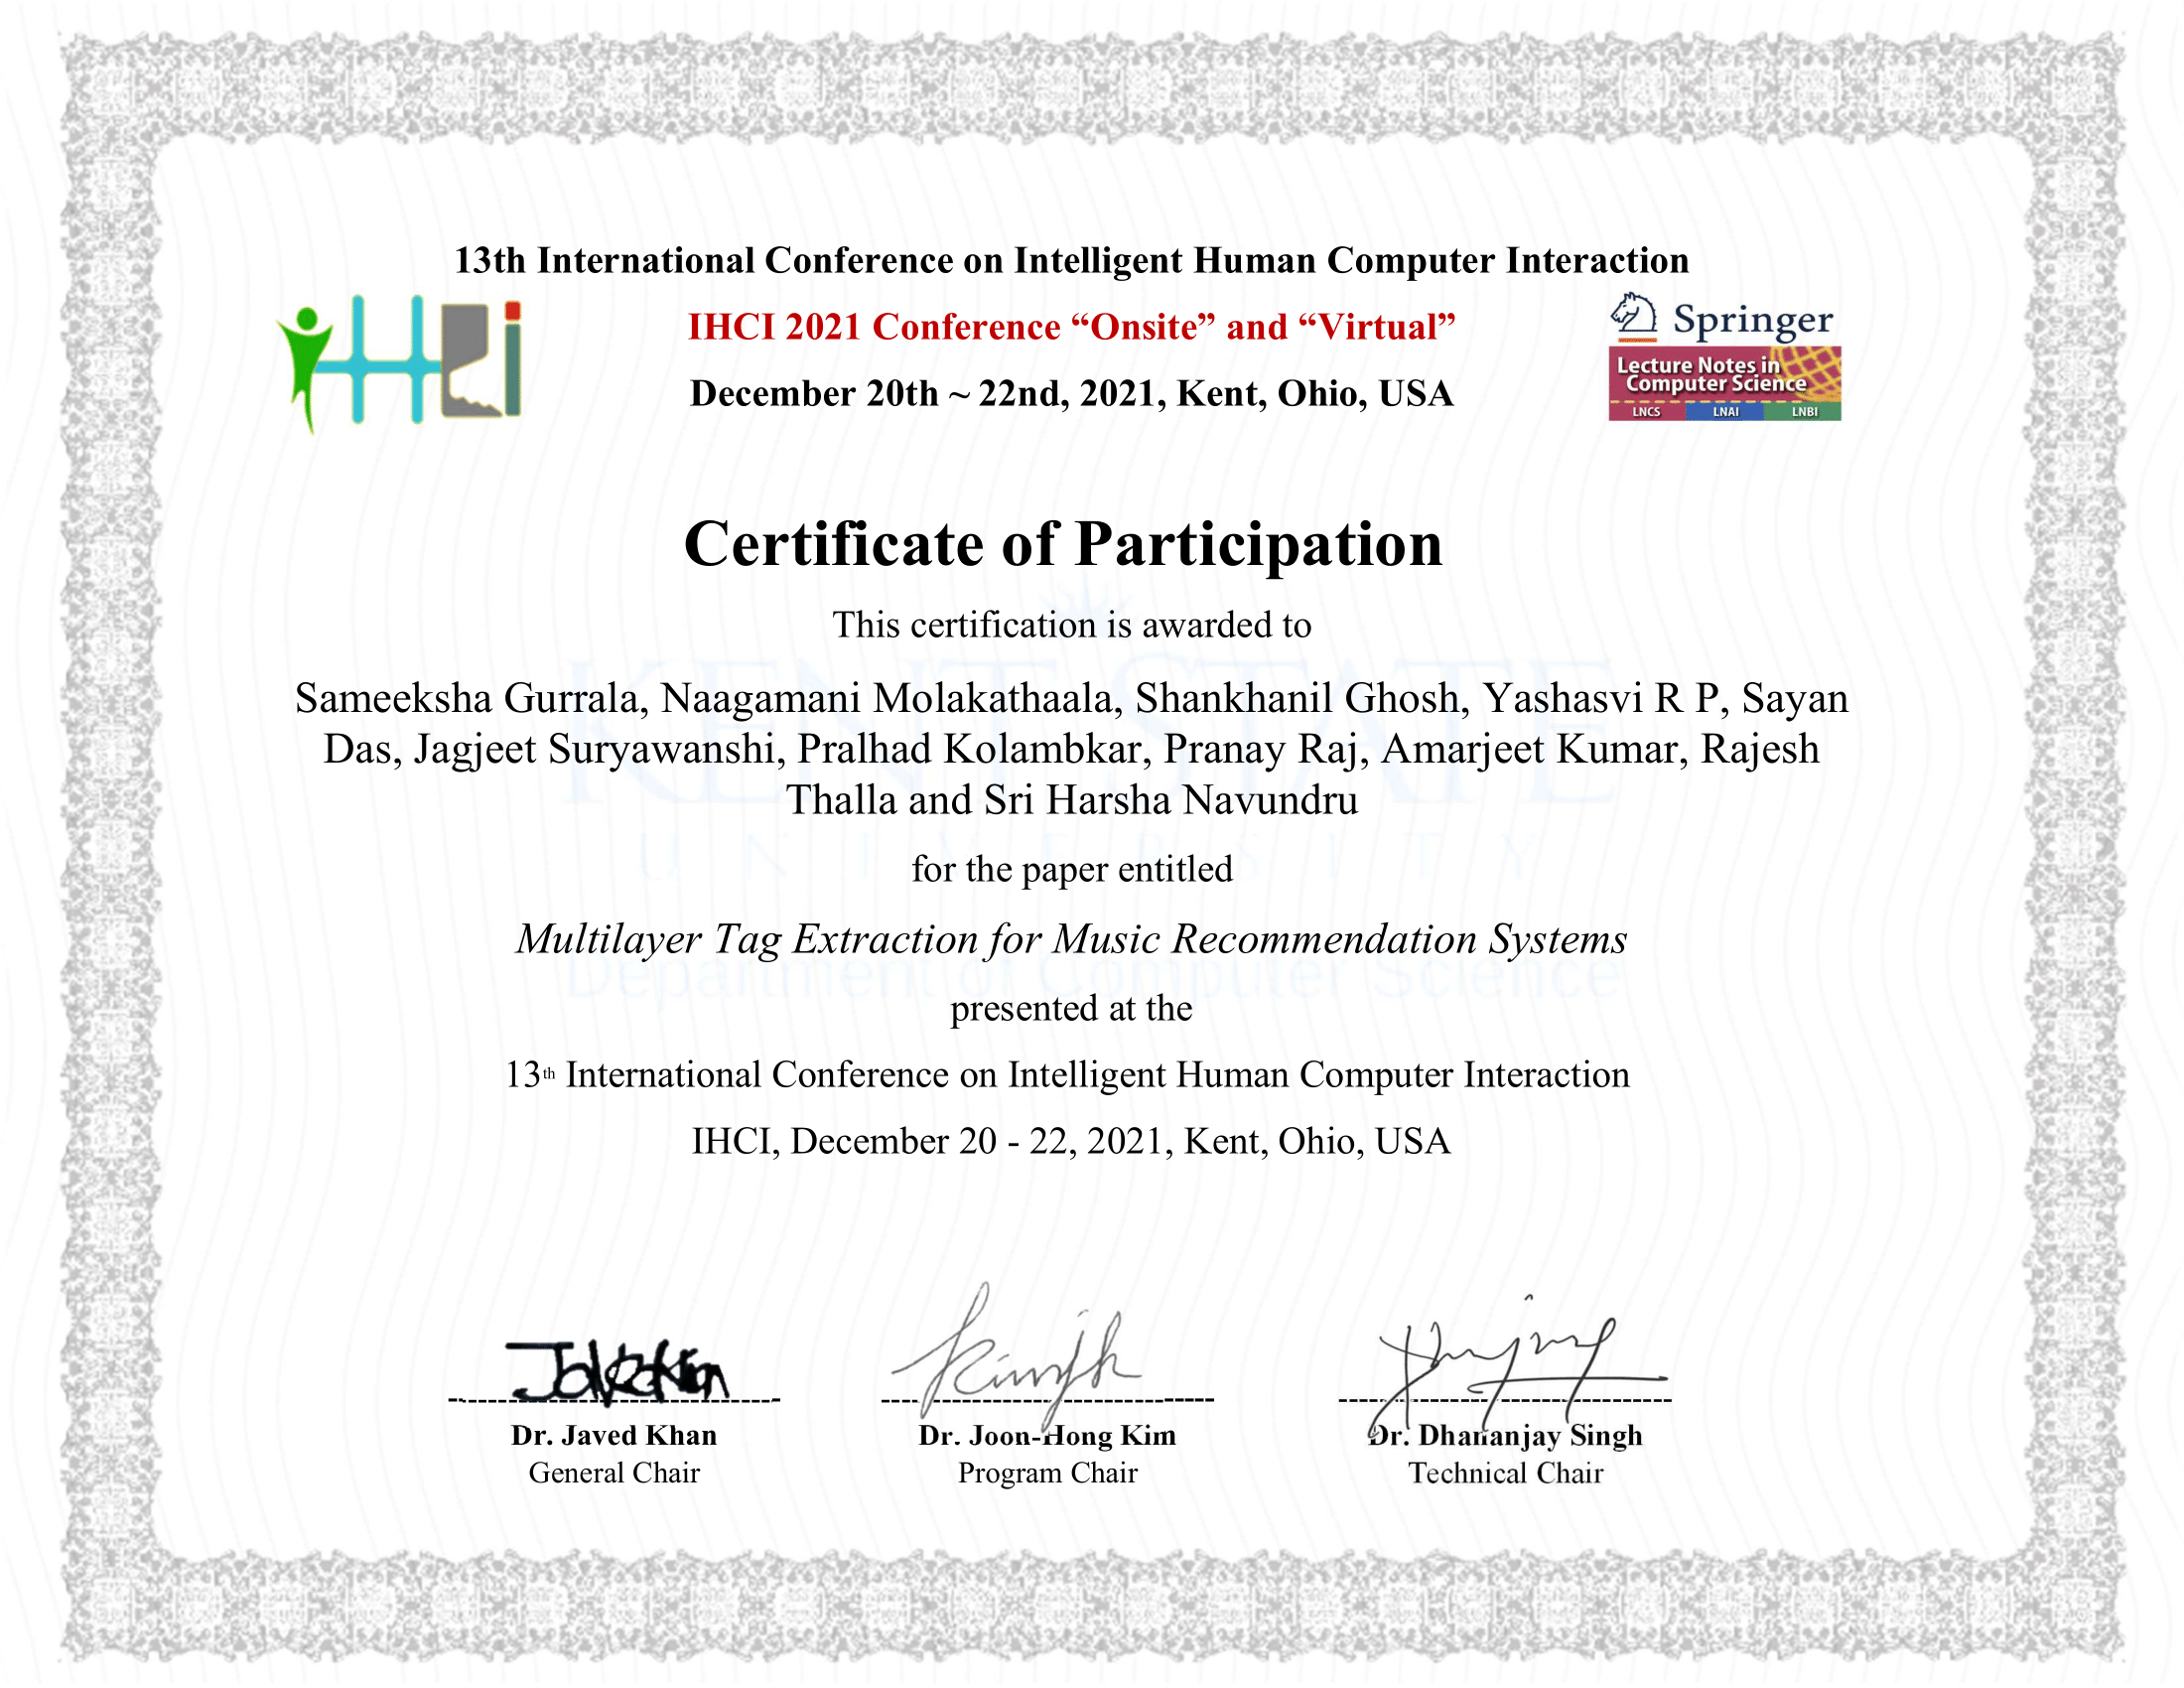 13th International Conference on Intelligent Human Computer Interaction
IHCI 2021 Conference “Onsite” and “Virtual”
December 20th ~ 22nd, 2021, Kent, Ohio, USA
iHCi
Springer
Lecture Notes in
Computer Science
LNCS LNAI LNBI
Certificate of Participation
This certification is awarded to
KENT STATE
Sameeksha Gurrala, Naagamani Molakathaala, Shankhanil Ghosh, Yashasvi R P, Sayan
Das, Jagjeet Suryawanshi, Pralhad Kolambkar, Pranay Raj, Amarjeet Kumar, Rajesh
Thalla and Sri Harsha Navundru
UNIVERSITY
for the paper entitled
Multilayer Tag Extraction for Music Recommendation Systems
Department of Computer Science
presented at the
13th International Conference on Intelligent Human Computer Interaction
IHCI, December 20 - 22, 2021, Kent, Ohio, USA
Dr. Javed Khan
General Chair
Dr. Joon-Hong Kim
Program Chair
Dr. Dhananjay Singh
Technical Chair